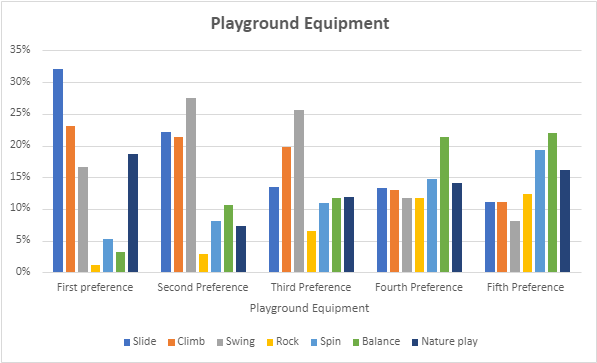 Playground Equipment
35%
30%
25%
20%
15%
10%
5%
0%
First preference Second Preference Third Preference Fourth Preference Fifth Preference
Playground Equipment
Slide Climb Swing Rock Spin Balance Nature play